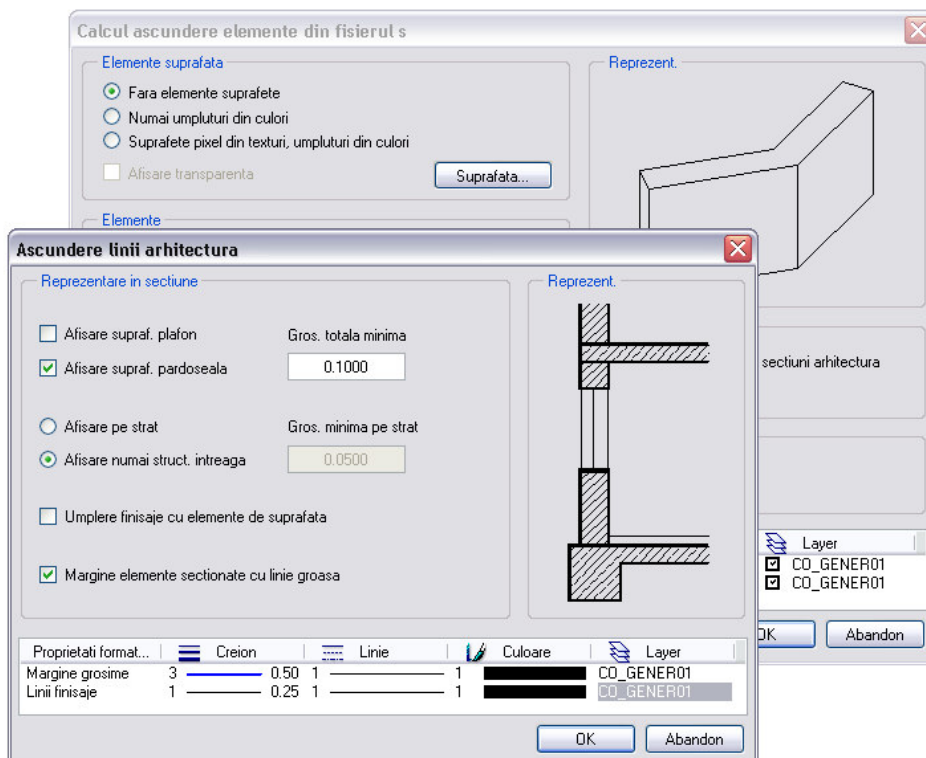 Calcul ascundere elemente din fisierul s
Elemente suprafata
Reprezent.
Fara elemente suprafete
Numai umpluturi din culori
Suprafete pixel din texturi, umpluturi din culori
Afisare transparenta
Suprafata...
Elemente
sectiuni arhitectura
Layer
CO_GENER01
CO_GENER01
OK Abandon
Ascundere linii arhitectura
Reprezentare in sectiune
Reprezent.
Afisare supraf. plafon Gros. totala minima
Afisare supraf. pardoseala 0.1000
Afisare pe strat Gros. minima pe strat
Afisare numai struct. intreaga 0.0500
Umplere finisaje cu elemente de suprafata
Margine elemente sectionate cu linie groasa
Proprietati format... Creion Linie Culoare Layer
Margine grosime 3 0.50 1 1 CO_GENER01
Linii finisaje 1 0.25 1 1 CO_GENER01
OK Abandon